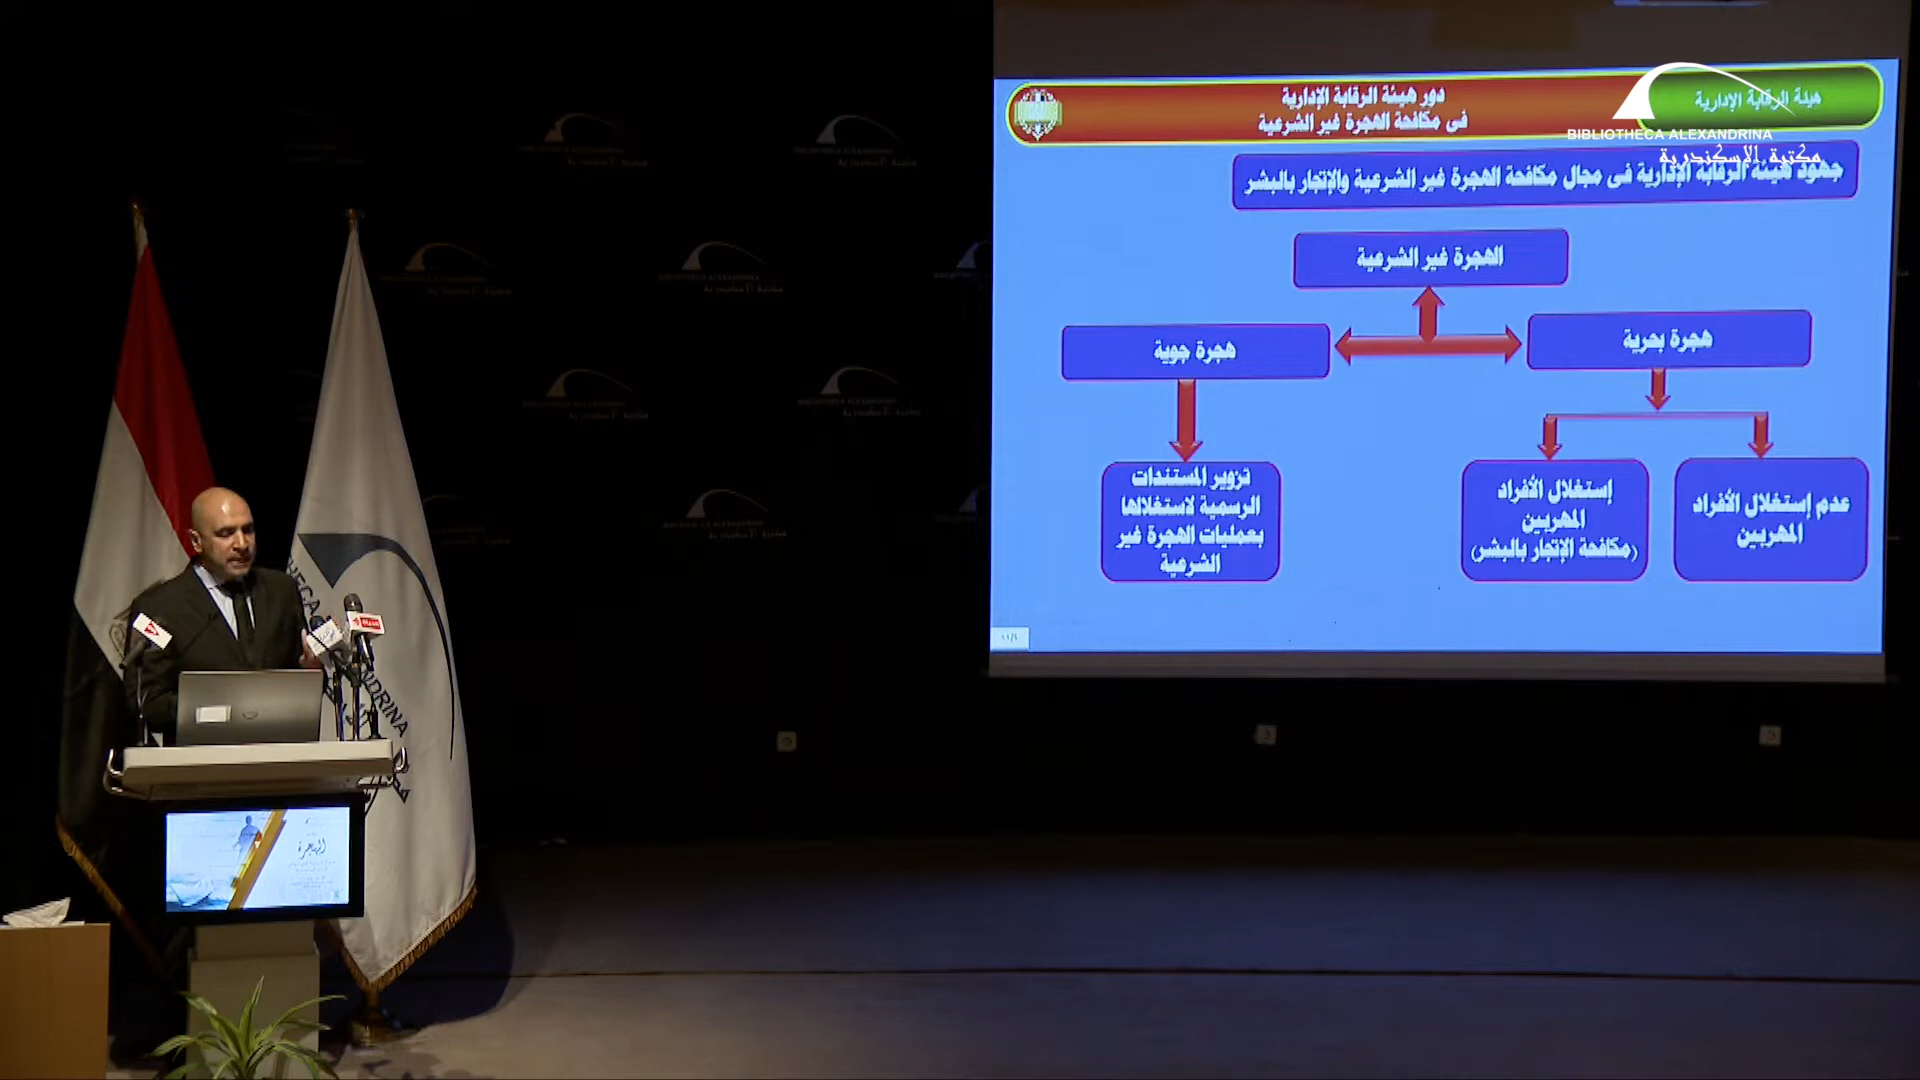 هيئة الرقابة الإدارية
دور هيئة الرقابة الإدارية
فى مكافحة الهجرة غير الشرعية
BIBLIOTHECA ALEXANDRINA
مكتبة الإسكندرية
جهود هيئة الرقابة الإدارية فى مجال مكافحة الهجرة غير الشرعية والإتجار بالبشر
الهجرة غير الشرعية
هجرة بحرية
هجرة جوية
عدم إستغلال الأفراد
المهربين
إستغلال الأفراد
المهربين
(مكافحة الإتجار بالبشر)
تزوير المستندات
الرسمية لاستغلالها
بعمليات الهجرة غير
الشرعية
الهجرة